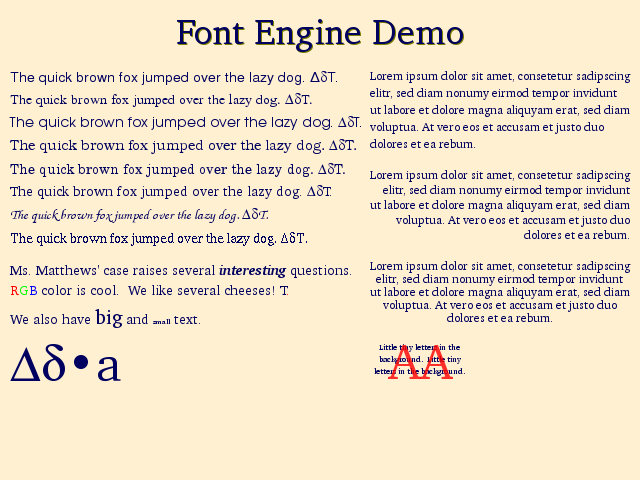 Font Engine Demo
The quick brown fox jumped over the lazy dog. ΔδT.
The quick brown fox jumped over the lazy dog. ΔδT.
The quick brown fox jumped over the lazy dog. ΔδT.
The quick brown fox jumped over the lazy dog. ΔδT.
The quick brown fox jumped over the lazy dog. ΔδT.
The quick brown fox jumped over the lazy dog. ΔδT.
The quick brown fox jumped over the lazy dog. ΔδT.
The quick brown fox jumped over the lazy dog. ΔδT.
Ms. Matthews' case raises several interesting questions.
RGB color is cool. We like several cheeses! T.
We also have big and small text.
Δδ•a
Lorem ipsum dolor sit amet, consetetur sadipscing
elitr, sed diam nonumy eirmod tempor invidunt
ut labore et dolore magna aliquyam erat, sed diam
voluptua. At vero eos et accusam et justo duo
dolores et ea rebum.
Lorem ipsum dolor sit amet, consetetur sadipscing
elitr, sed diam nonumy eirmod tempor invidunt
ut labore et dolore magna aliquyam erat, sed diam
voluptua. At vero eos et accusam et justo duo
dolores et ea rebum.
Lorem ipsum dolor sit amet, consetetur sadipscing
elitr, sed diam nonumy eirmod tempor invidunt
ut labore et dolore magna aliquyam erat, sed diam
voluptua. At vero eos et accusam et justo duo
dolores et ea rebum.
Little tiny letters in the
background. Little tiny
letters in the background.
AA